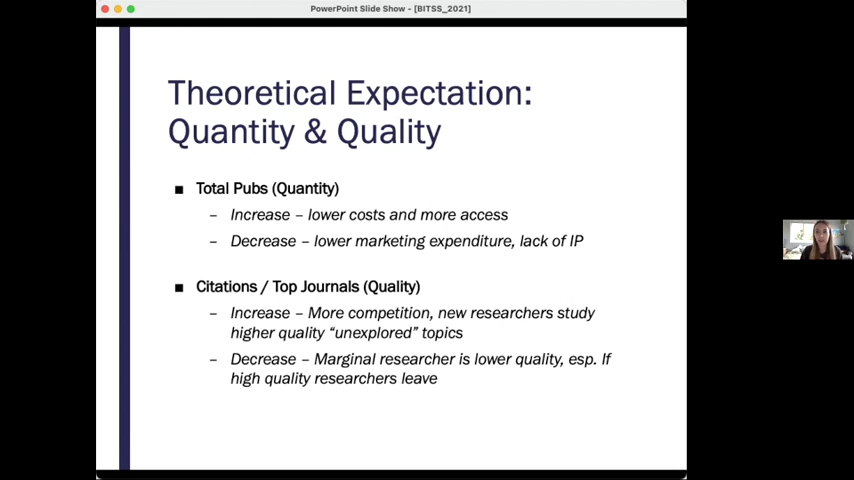 PowerPoint Slide Show - [BITSS_2021]
Theoretical Expectation:
Quantity & Quality
■ Total Pubs (Quantity)
– Increase – lower costs and more access
– Decrease – lower marketing expenditure, lack of IP
■ Citations / Top Journals (Quality)
– Increase – More competition, new researchers study
higher quality “unexplored” topics
– Decrease – Marginal researcher is lower quality, esp. If
high quality researchers leave